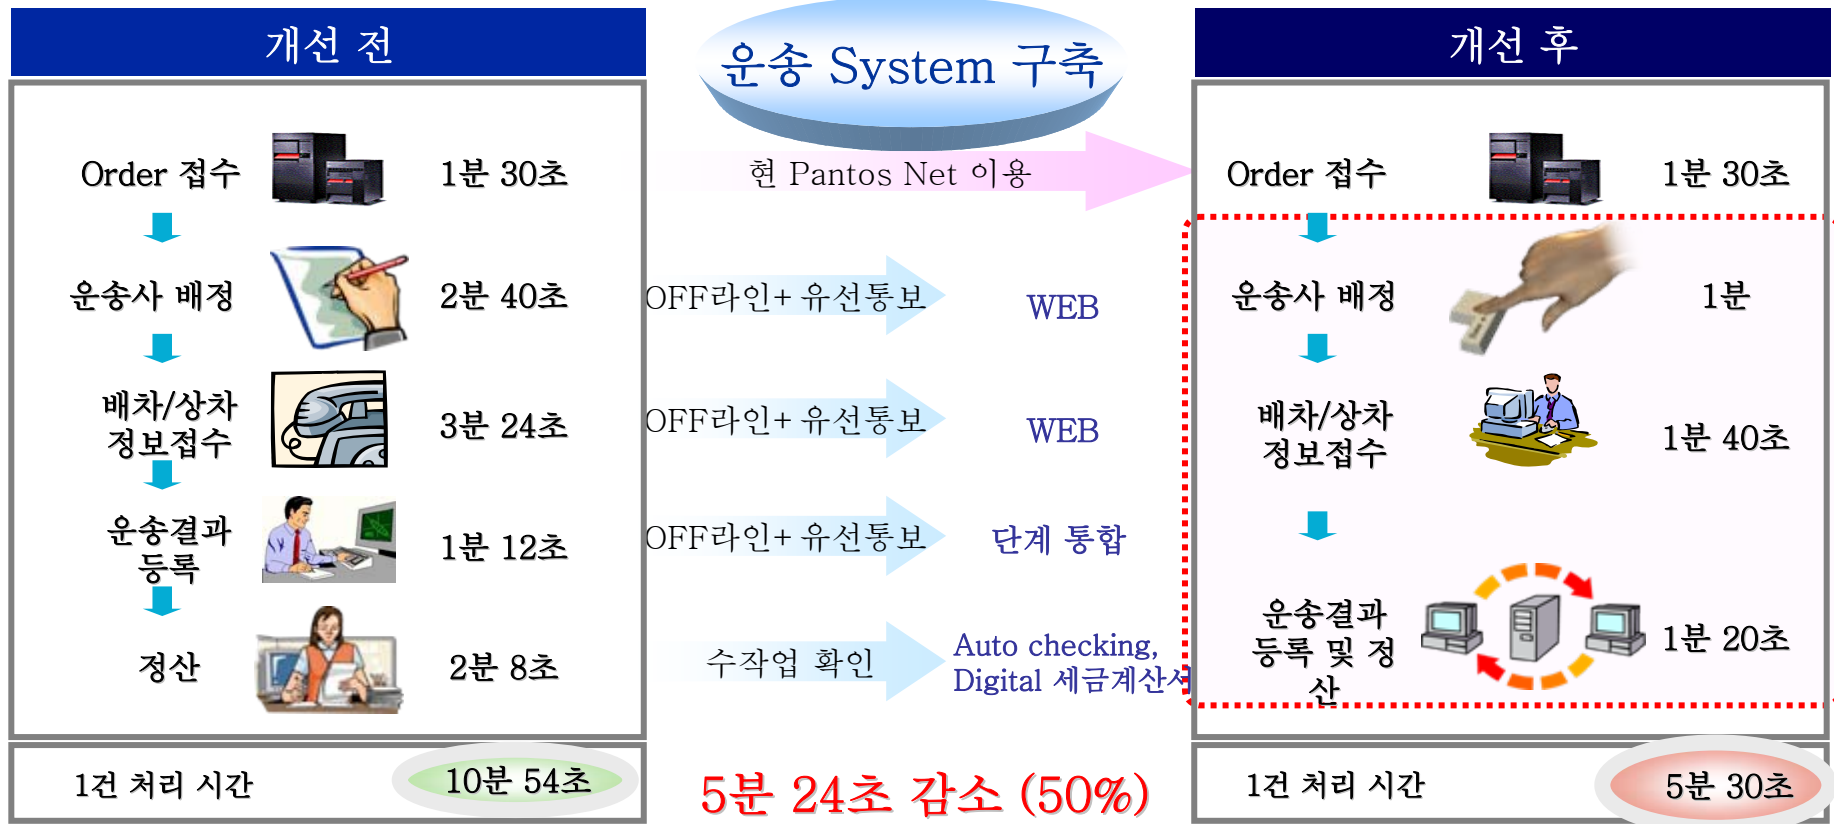 개선 전
Order 접수
1분 30초
운송사 배정
2분 40초
배차/상차
정보접수
3분 24초
운송결과
등록
1분 12초
정산
2분 8초
1건 처리 시간
10분 54초
운송 System 구축
현 Pantos Net 이용
OFF라인+ 유선통보
WEB
OFF라인+ 유선통보
WEB
OFF라인+ 유선통보
단계 통합
수작업 확인
Auto checking,
Digital 세금계산서
5분 24초 감소 (50%)
개선 후
Order 접수
1분 30초
운송사 배정
1분
배차/상차
정보접수
1분 40초
운송결과
등록 및 정
산
1분 20초
1건 처리 시간
5분 30초